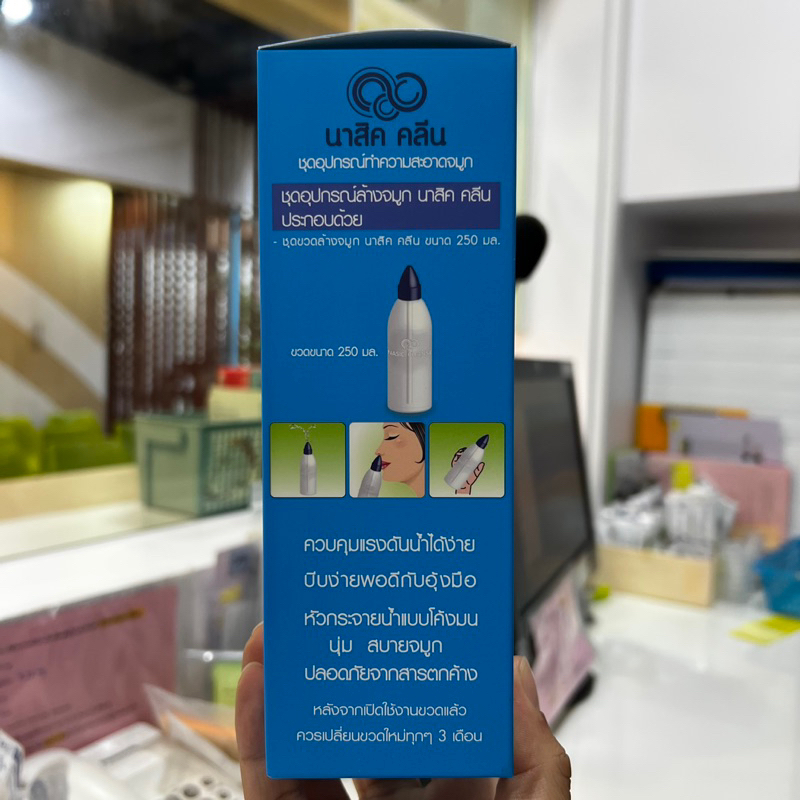 นาสิค คลีน
ชุดอุปกรณ์ทำความสะอาดจมูก
ชุดอุปกรณ์ล้างจมูก นาสิค คลีน
ประกอบด้วย
- ชุดขวดล้างจมูก นาสิค คลีน ขนาด 250 มล.
ขวดขนาด 250 มล.
ควบคุมแรงดันน้ำได้ง่าย
บีบง่ายพอดีกับอุ้งมือ
หัวกระจายน้ำแบบโค้งมน
นุ่ม สบายจมูก
ปลอดภัยจากสารตกค้าง
หลังจากเปิดใช้งานขวดแล้ว
ควรเปลี่ยนขวดใหม่ทุกๆ 3 เดือน